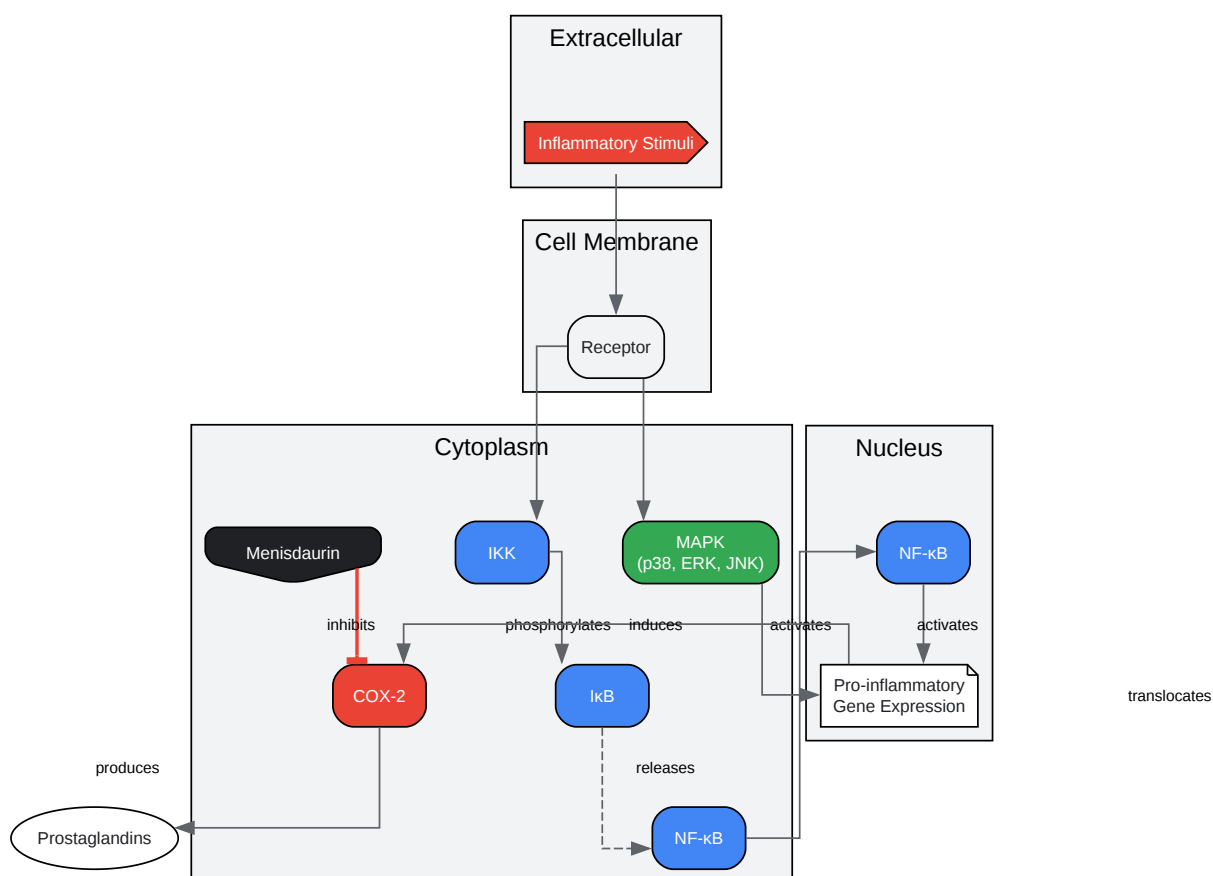 Extracellular
Inflammatory Stimuli
Cell Membrane
Receptor
Cytoplasm
Nucleus
Menisdaurin
IKK
MAPK
(p38, ERK, JNK)
NF-κB
inhibits
phosphorylates
induces
activates
activates
COX-2
IκB
Pro-inflammatory
Gene Expression
translocates
produces
releases
Prostaglandins
NF-κB